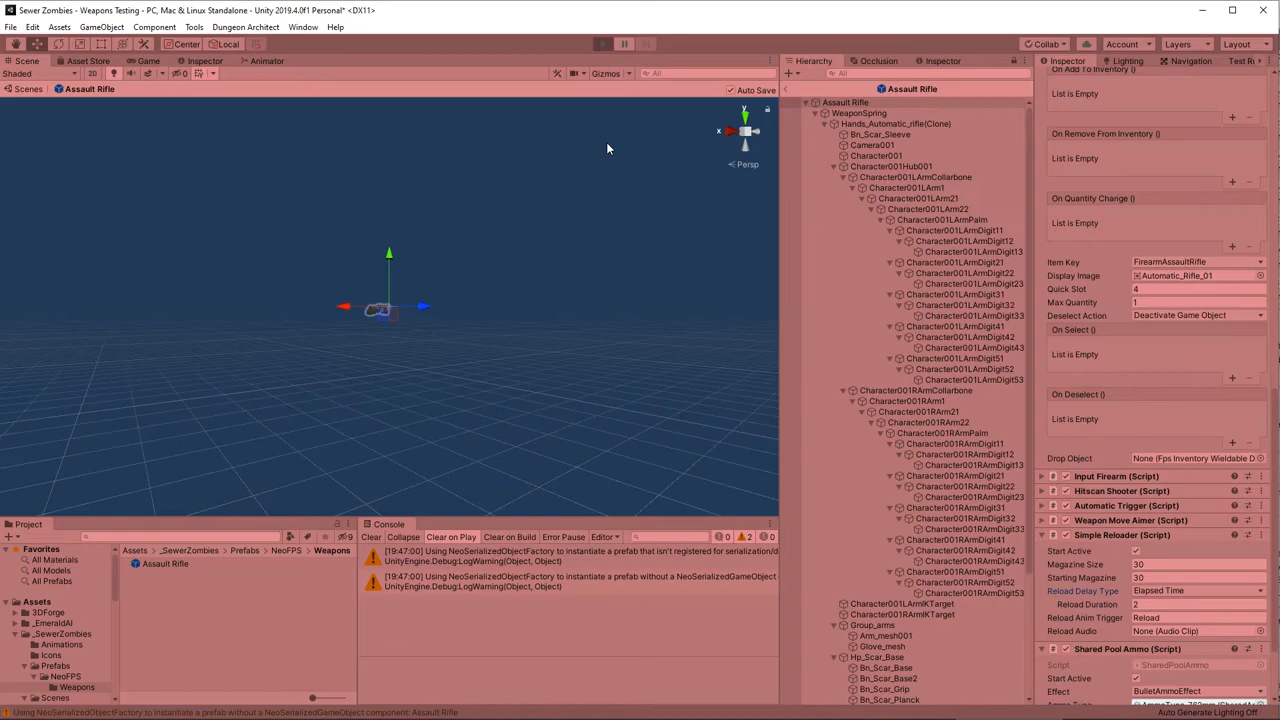 Sewer Zombies - Weapons Testing - PC, Mac & Linux Standalone - Unity 2019.4.0f1 Personal* <DX11>
File Edit Assets GameObject Component Tools Dungeon Architect Window Help
Center Local Collab Account Layers Layout
Scene Asset Store Game Inspector Animator
Shaded 2D 0 Gizmos All
Scenes Assault Rifle Auto Save
y
x
Persp
Hierarchy Occlusion Inspector
All
Assault Rifle
Assault Rifle
WeaponSpring
Hands_Automatic_rifle(Clone)
Bn_Scar_Sleeve
Camera001
Character001
Character001Hub001
Character001LArmCollarbone
Character001LArm1
Character001LArm21
Character001LArm22
Character001LArmPalm
Character001LArmDigit11
Character001LArmDigit12
Character001LArmDigit13
Character001LArmDigit21
Character001LArmDigit22
Character001LArmDigit23
Character001LArmDigit31
Character001LArmDigit32
Character001LArmDigit33
Character001LArmDigit41
Character001LArmDigit42
Character001LArmDigit43
Character001LArmDigit51
Character001LArmDigit52
Character001LArmDigit53
Character001RArmCollarbone
Character001RArm1
Character001RArm21
Character001RArm22
Character001RArmPalm
Character001RArmDigit11
Character001RArmDigit12
Character001RArmDigit13
Character001RArmDigit21
Character001RArmDigit22
Character001RArmDigit23
Character001RArmDigit31
Character001RArmDigit32
Character001RArmDigit33
Character001RArmDigit41
Character001RArmDigit42
Character001RArmDigit43
Character001RArmDigit51
Character001RArmDigit52
Character001RArmDigit53
Character001LArmIKTarget
Character001RArmIKTarget
Group_arms
Arm_mesh001
Glove_mesh
Hp_Scar_Base
Bn_Scar_Base
Bn_Scar_Base2
Bn_Scar_Grip
Bn_Scar_Planck
Inspector Lighting Navigation Test Ri
On Add To Inventory ()
List is Empty
On Remove From Inventory ()
List is Empty
On Quantity Change ()
List is Empty
Item Key FirearmAssaultRifle
Display Image Automatic_Rifle_01
Quick Slot 4
Max Quantity 1
Deselect Action Deactivate Game Object
On Select ()
List is Empty
On Deselect ()
List is Empty
Drop Object None (Fps Inventory Wieldable D
Input Firearm (Script)
Hitscan Shooter (Script)
Automatic Trigger (Script)
Weapon Move Aimer (Script)
Simple Reloader (Script)
Start Active
Magazine Size 30
Starting Magazine 30
Reload Delay Type Elapsed Time
Reload Duration 2
Reload Anim Trigger Reload
Reload Audio None (Audio Clip)
Shared Pool Ammo (Script)
Script SharedPoolAmmo
Start Active
Effect BulletAmmoEffect
Project
Favorites
All Materials
All Models
All Prefabs
Assets
3DForge
_EmeraldAI
_SewerZombies
Animations
Icons
Prefabs
NeoFPS
Weapons
Scenes
9
Assets > _SewerZombies > Prefabs > NeoFPS > Weapons
Assault Rifle
Console
Clear Collapse Clear on Play Clear on Build Error Pause Editor 0 2 0
[19:47:00] Using NeoSerializedObjectFactory to instantiate a prefab that isn't registered for serialization/d
UnityEngine.Debug:LogWarning(Object, Object)
[19:47:00] Using NeoSerializedObjectFactory to instantiate a prefab without a NeoSerializedGameObject
UnityEngine.Debug:LogWarning(Object, Object)
Using NeoSerializedObjectFactory to instantiate a prefab without a NeoSerializedGameObject component: Assault Rifle
Auto Generate Lighting Off